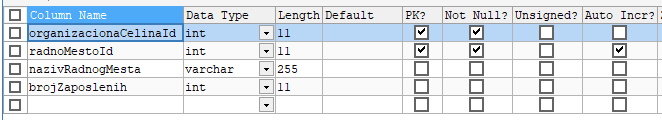 Column Name Data Type Length Default PK? Not Null? Unsigned? Auto Incr?
organizacionaCelinaId int 11
radnoMestoId int 11
nazivRadnogMesta varchar 255
brojZaposlenih int 11